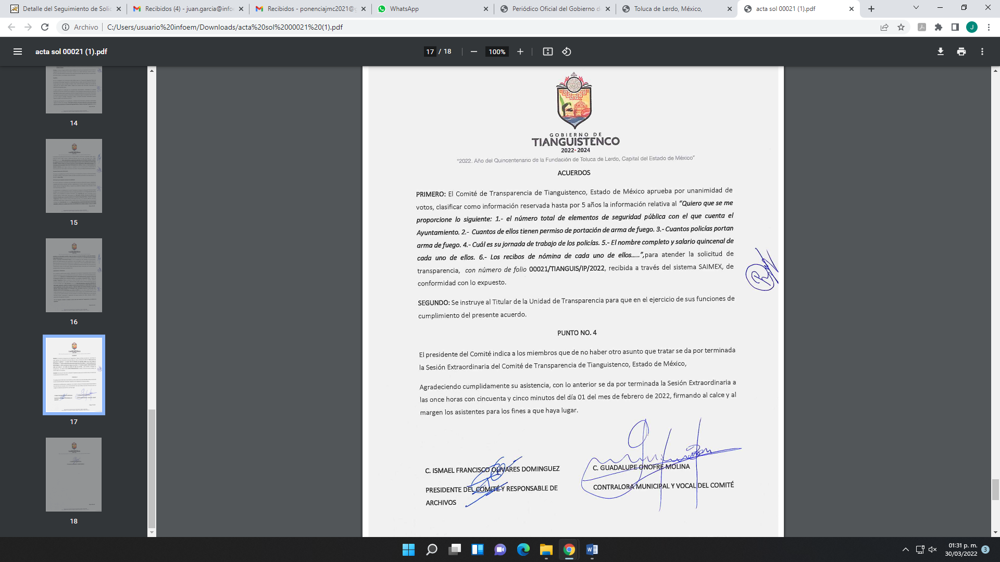 Detalle del Seguimiento de Solic
Recibidos (4) - juan.garcia@info
Recibidos - ponenciajmc2021@g
WhatsApp
Periódico Oficial del Gobierno d
Toluca de Lerdo, México,
acta sol 00021 (1).pdf
Archivo
C:/Users/usuario%20infoem/Downloads/acta%20sol%2000021%20(1).pdf
J
acta sol 00021 (1).pdf
17 / 18
100%
14
15
16
17
18
GOBIERNO DE
TIANGUISTENCO
2022-2024
"2022. Año del Quincentenario de la Fundación de Toluca de Lerdo, Capital del Estado de México"
ACUERDOS
PRIMERO: El Comité de Transparencia de Tianguistenco, Estado de México aprueba por unanimidad de
votos, clasificar como información reservada hasta por 5 años la información relativa al "Quiero que se me
proporcione lo siguiente: 1.- el número total de elementos de seguridad pública con el que cuenta el
Ayuntamiento. 2.- Cuantos de ellos tienen permiso de portación de arma de fuego. 3.- Cuantos policías portan
arma de fuego. 4.- Cuál es su jornada de trabajo de los policías. 5.- El nombre completo y salario quincenal de
cada uno de ellos. 6.- Los recibos de nómina de cada uno de ellos.....",para atender la solicitud de
transparencia, con número de folio 00021/TIANGUIS/IP/2022, recibida a través del sistema SAIMEX, de
conformidad con lo expuesto.
SEGUNDO: Se instruye al Titular de la Unidad de Transparencia para que en el ejercicio de sus funciones de
cumplimiento del presente acuerdo.
PUNTO NO. 4
El presidente del Comité indica a los miembros que de no haber otro asunto que tratar se da por terminada
la Sesión Extraordinaria del Comité de Transparencia de Tianguistenco, Estado de México,
Agradeciendo cumplidamente su asistencia, con lo anterior se da por terminada la Sesión Extraordinaria a
las once horas con cincuenta y cinco minutos del día 01 del mes de febrero de 2022, firmando al calce y al
margen los asistentes para los fines a que haya lugar.
C. ISMAEL FRANCISCO OLIVARES DOMINGUEZ
PRESIDENTE DEL COMITÉ Y RESPONSABLE DE
ARCHIVOS
C. GUADALUPE ONOFRE MOLINA
CONTRALORA MUNICIPAL Y VOCAL DEL COMITÉ
01:31 p. m.
30/03/2022
3